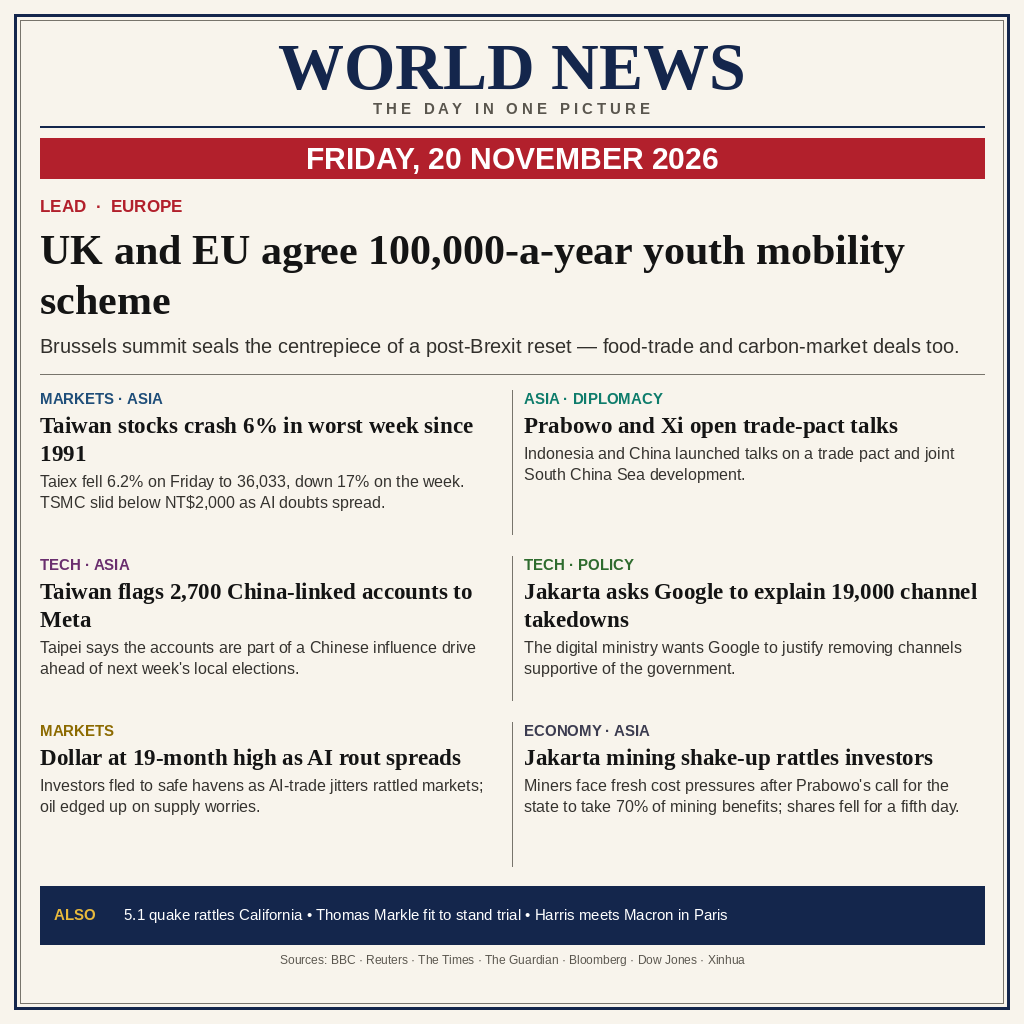 WORLD NEWS
THE DAY IN ONE PICTURE
FRIDAY, 20 NOVEMBER 2026
LEAD · EUROPE
UK and EU agree 100,000-a-year youth mobility
scheme
Brussels summit seals the centrepiece of a post-Brexit reset — food-trade and carbon-market deals too.
MARKETS · ASIA
Taiwan stocks crash 6% in worst week since
1991
Taiex fell 6.2% on Friday to 36,033, down 17% on the week.
TSMC slid below NT$2,000 as AI doubts spread.
ASIA · DIPLOMACY
Prabowo and Xi open trade-pact talks
Indonesia and China launched talks on a trade pact and joint
South China Sea development.
TECH · ASIA
Taiwan flags 2,700 China-linked accounts to
Meta
Taipei says the accounts are part of a Chinese influence drive
ahead of next week's local elections.
TECH · POLICY
Jakarta asks Google to explain 19,000 channel
takedowns
The digital ministry wants Google to justify removing channels
supportive of the government.
MARKETS
Dollar at 19-month high as AI rout spreads
Investors fled to safe havens as AI-trade jitters rattled markets;
oil edged up on supply worries.
ECONOMY · ASIA
Jakarta mining shake-up rattles investors
Miners face fresh cost pressures after Prabowo's call for the
state to take 70% of mining benefits; shares fell for a fifth day.
ALSO 5.1 quake rattles California • Thomas Markle fit to stand trial • Harris meets Macron in Paris
Sources: BBC · Reuters · The Times · The Guardian · Bloomberg · Dow Jones · Xinhua